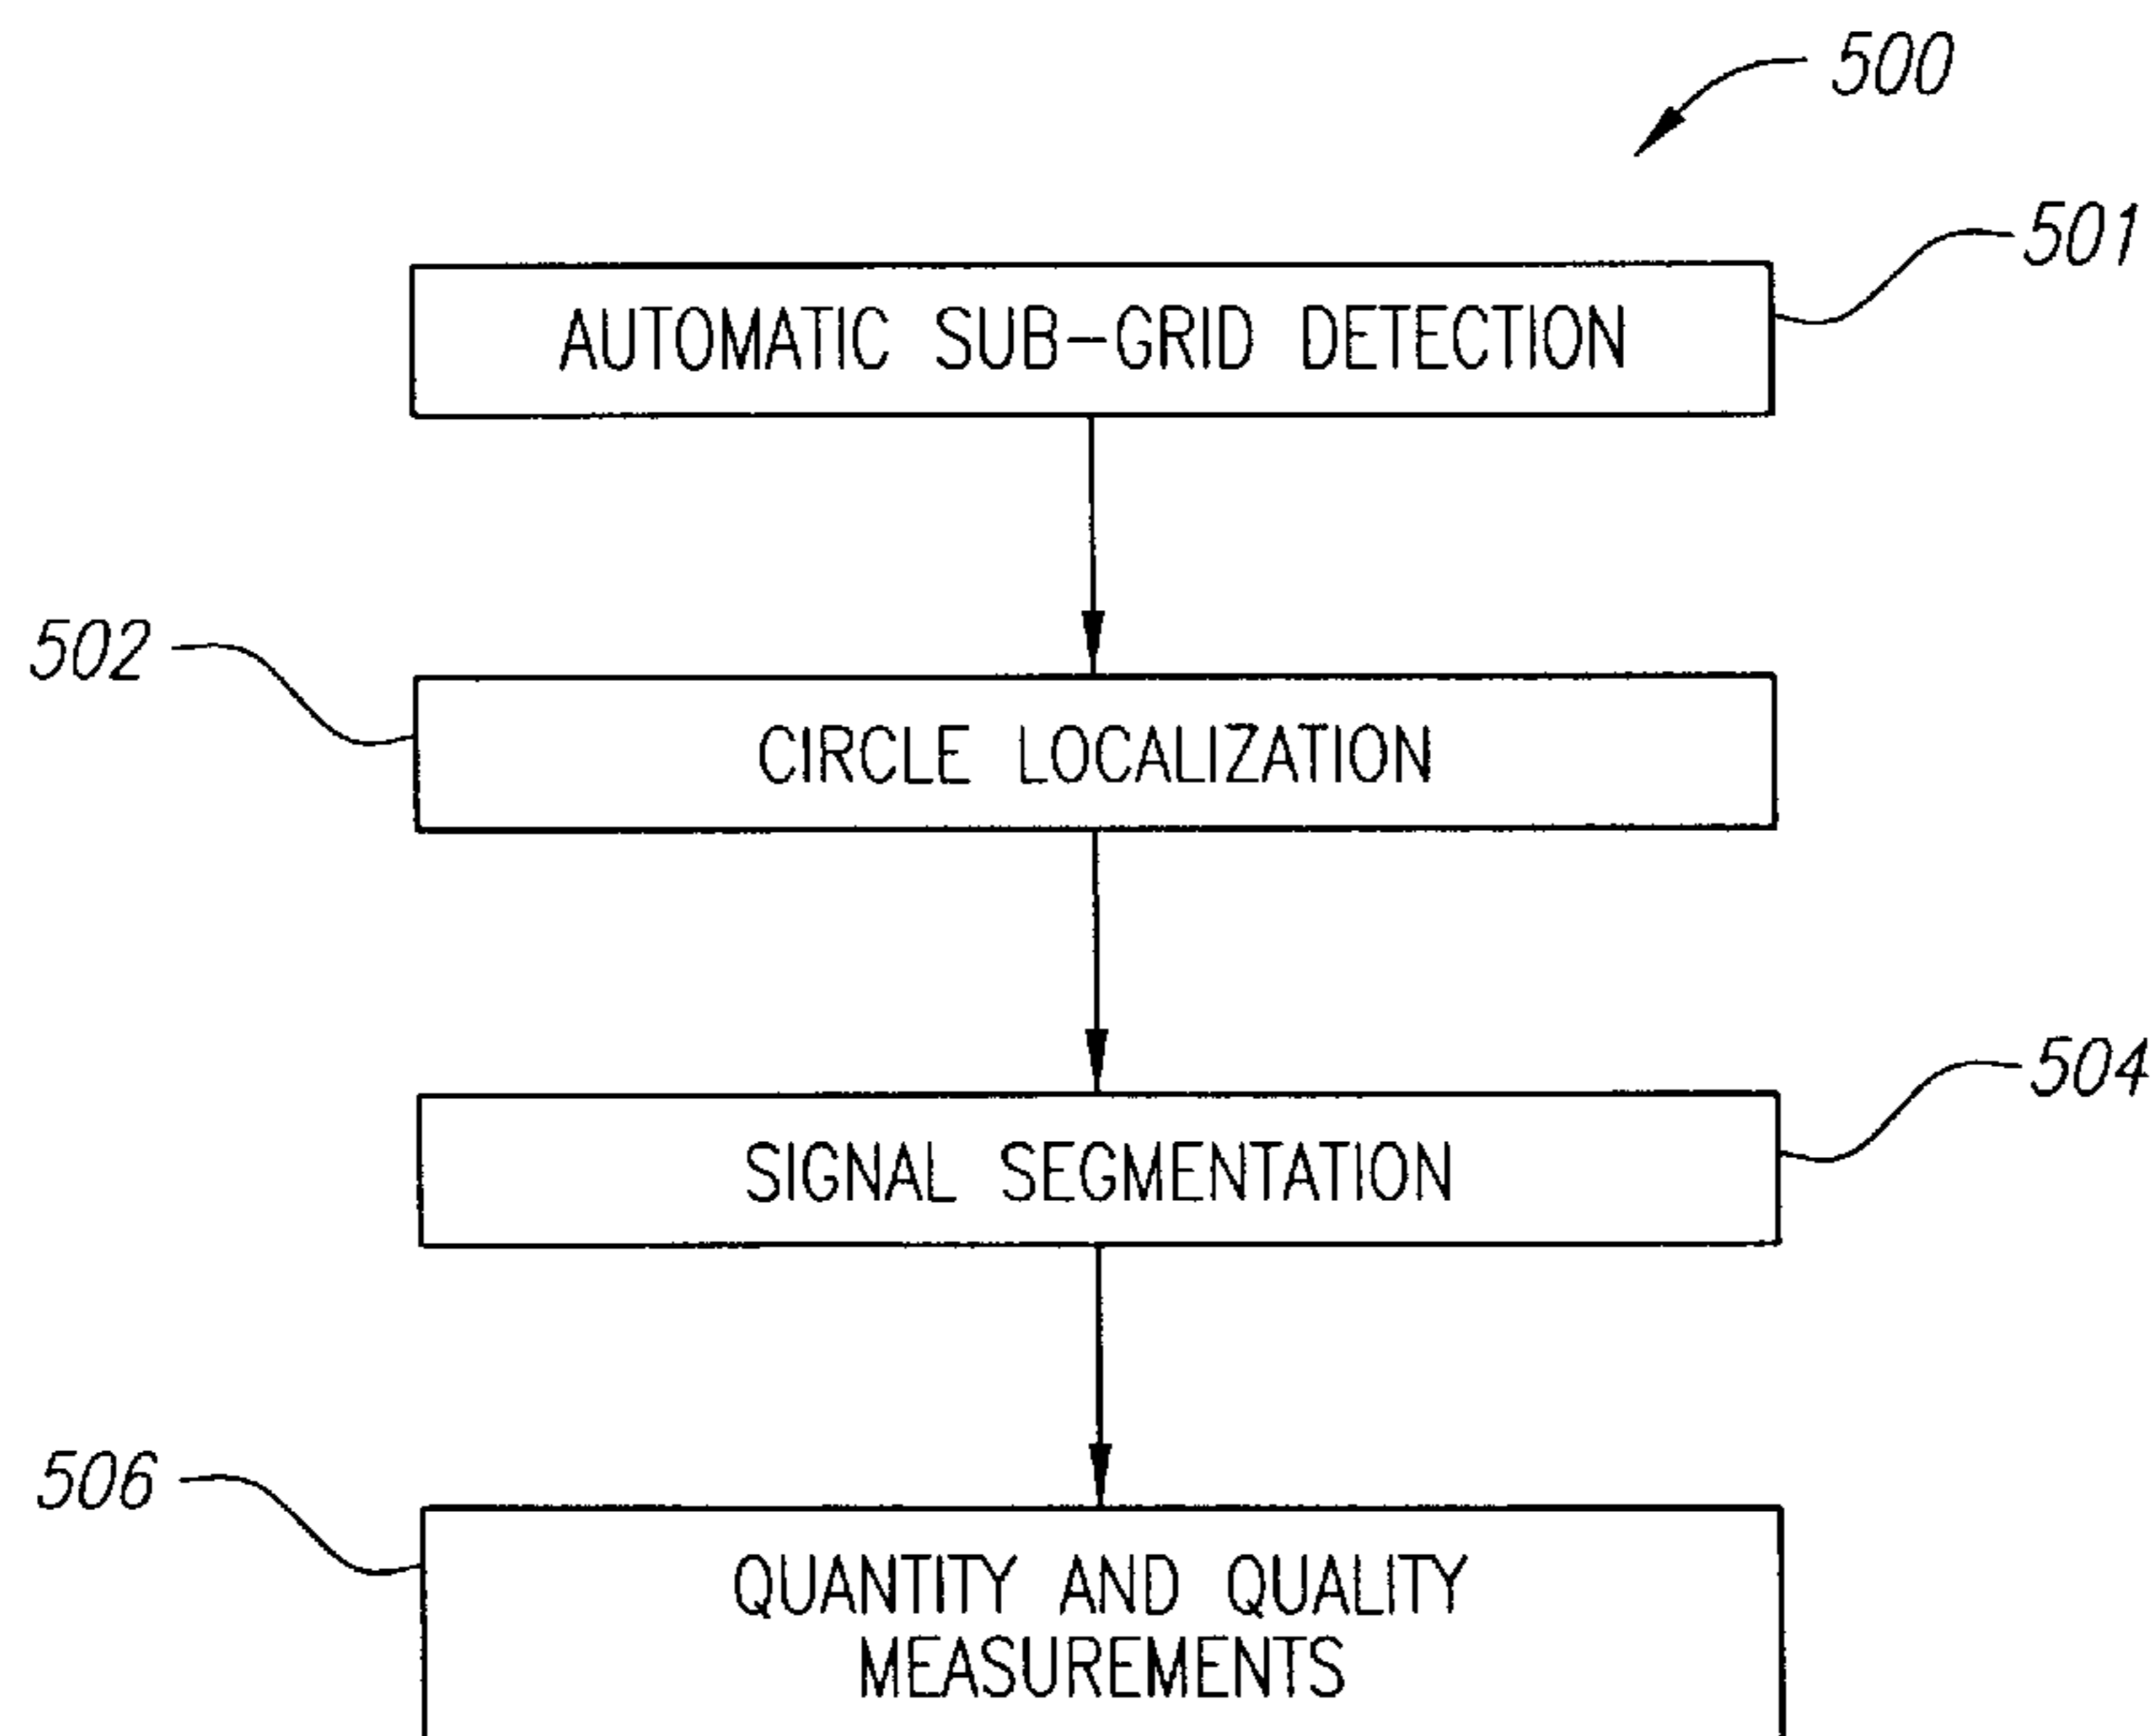 500
501
AUTOMATIC SUB-GRID DETECTION
502
CIRCLE LOCALIZATION
504
SIGNAL SEGMENTATION
506
QUANTITY AND QUALITY
MEASUREMENTS